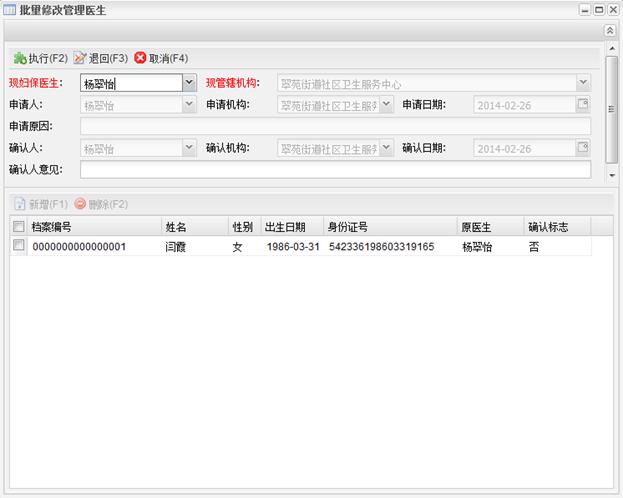 批量修改管理医生
执行(F2) 退回(F3) 取消(F4)
现妇保医生: 杨翠怡 现管辖机构: 翠苑街道社区卫生服务中心
申请人: 杨翠怡 申请机构: 翠苑街道社区卫生服务 申请日期: 2014-02-26
申请原因:
确认人: 杨翠怡 确认机构: 翠苑街道社区卫生服务 确认日期: 2014-02-26
确认人意见:
新增(F1) 删除(F2)
档案编号 姓名 性别 出生日期 身份证号 原医生 确认标志
0000000000000001 闫霞 女 1986-03-31 542336198603319165 杨翠怡 否